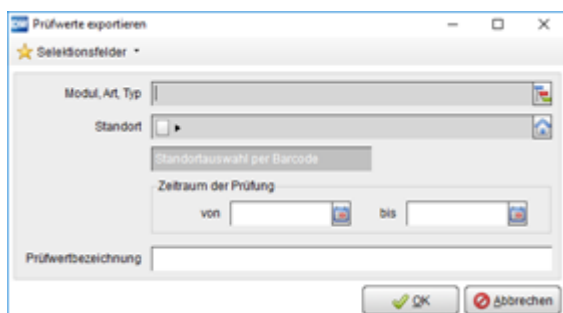 Prüfwerte exportieren
Selektionsfelder
Modul, Art, Typ
Standort
Standortauswahl per Barcode
Zeitraum der Prüfung
von bis
Prüfwertbezeichnung
OK Abbrechen